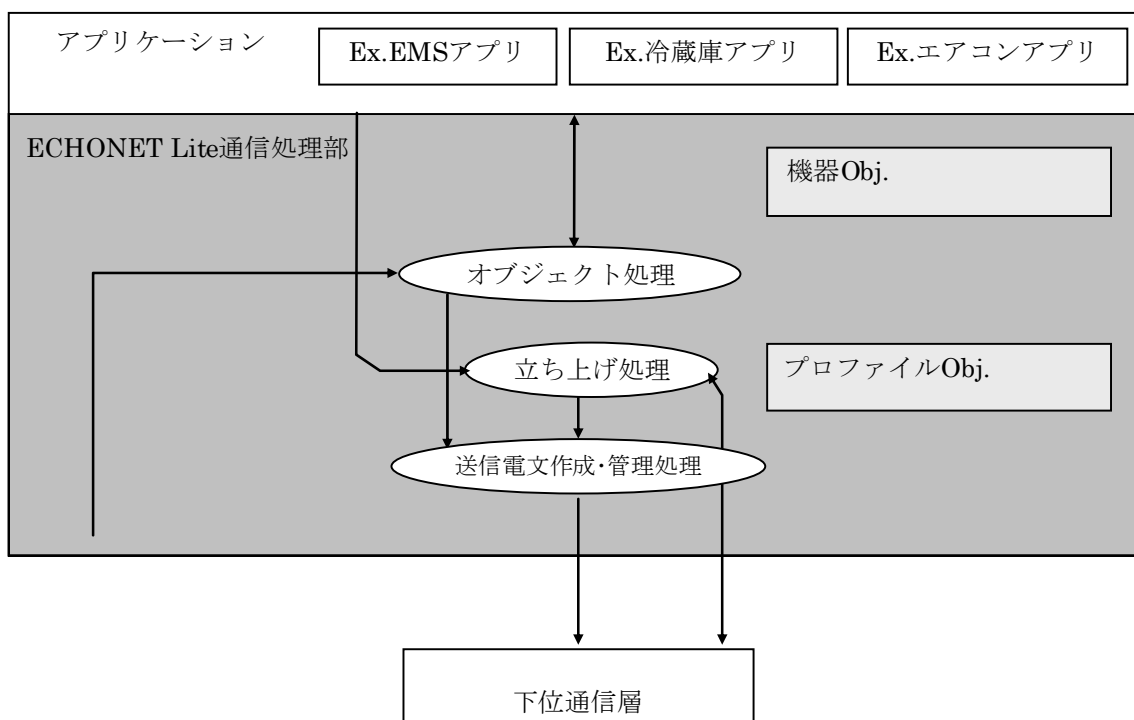 アプリケーション
Ex.EMSアプリ
Ex.冷蔵庫アプリ
Ex.エアコンアプリ
ECHONET Lite通信処理部
機器Obj.
オブジェクト処理
立ち上げ処理
プロファイルObj.
送信電文作成・管理処理
下位通信層